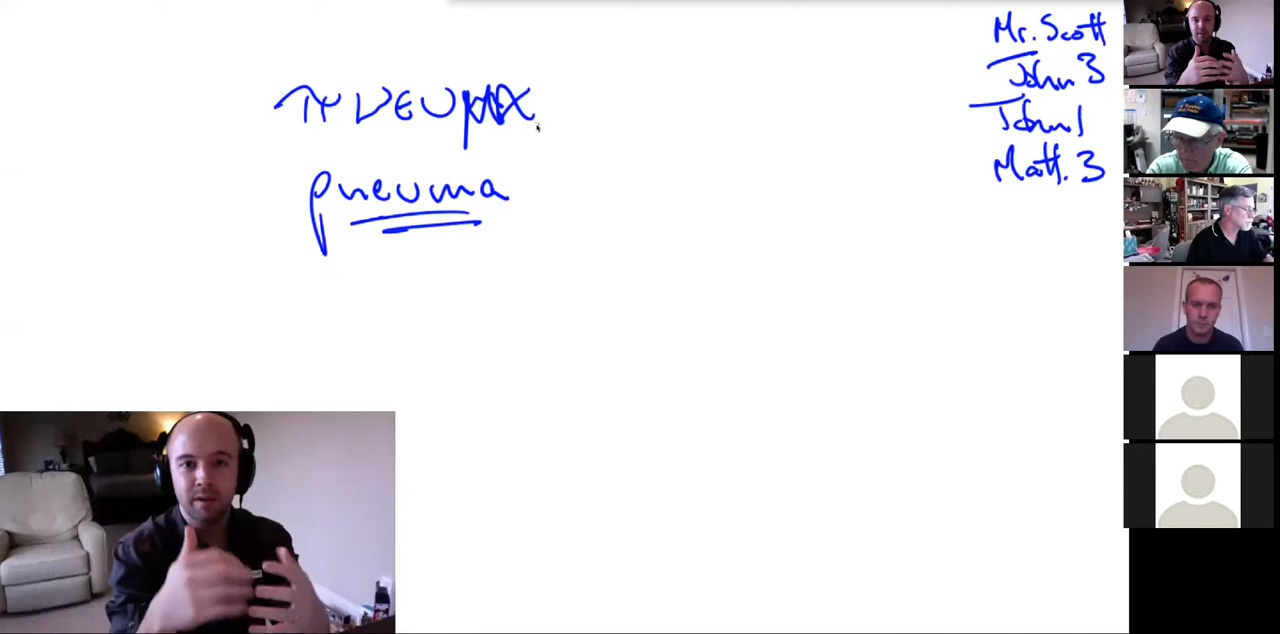 πνευμα
pneuma
Mr. Scott
John 3
John 1
Matt. 3